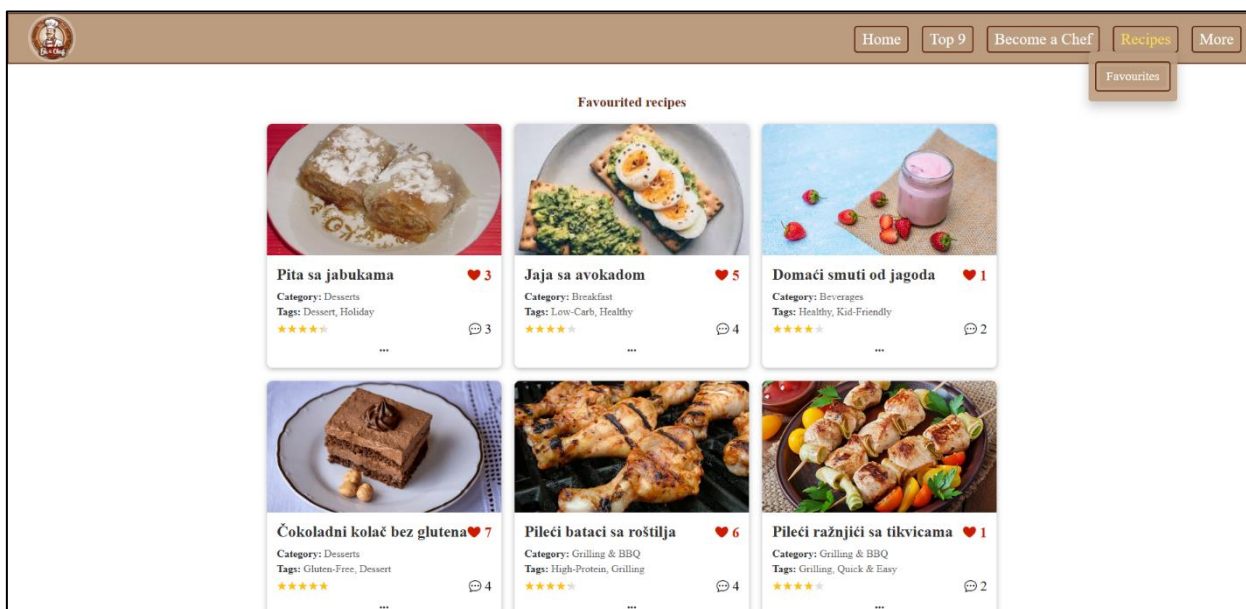 Home Top 9 Become a Chef Recipes More
Favourites
Favourited recipes
Pita sa jabukama 3
Category: Desserts
Tags: Dessert, Holiday
3
...
Jaja sa avokadom 5
Category: Breakfast
Tags: Low-Carb, Healthy
4
...
Domaći smuti od jagoda 1
Category: Beverages
Tags: Healthy, Kid-Friendly
2
...
Čokoladni kolač bez glutena 7
Category: Desserts
Tags: Gluten-Free, Dessert
4
...
Pileći bataci sa roštilja 6
Category: Grilling & BBQ
Tags: High-Protein, Grilling
4
...
Pileći ražnjići sa tikvicama 1
Category: Grilling & BBQ
Tags: Grilling, Quick & Easy
2
...